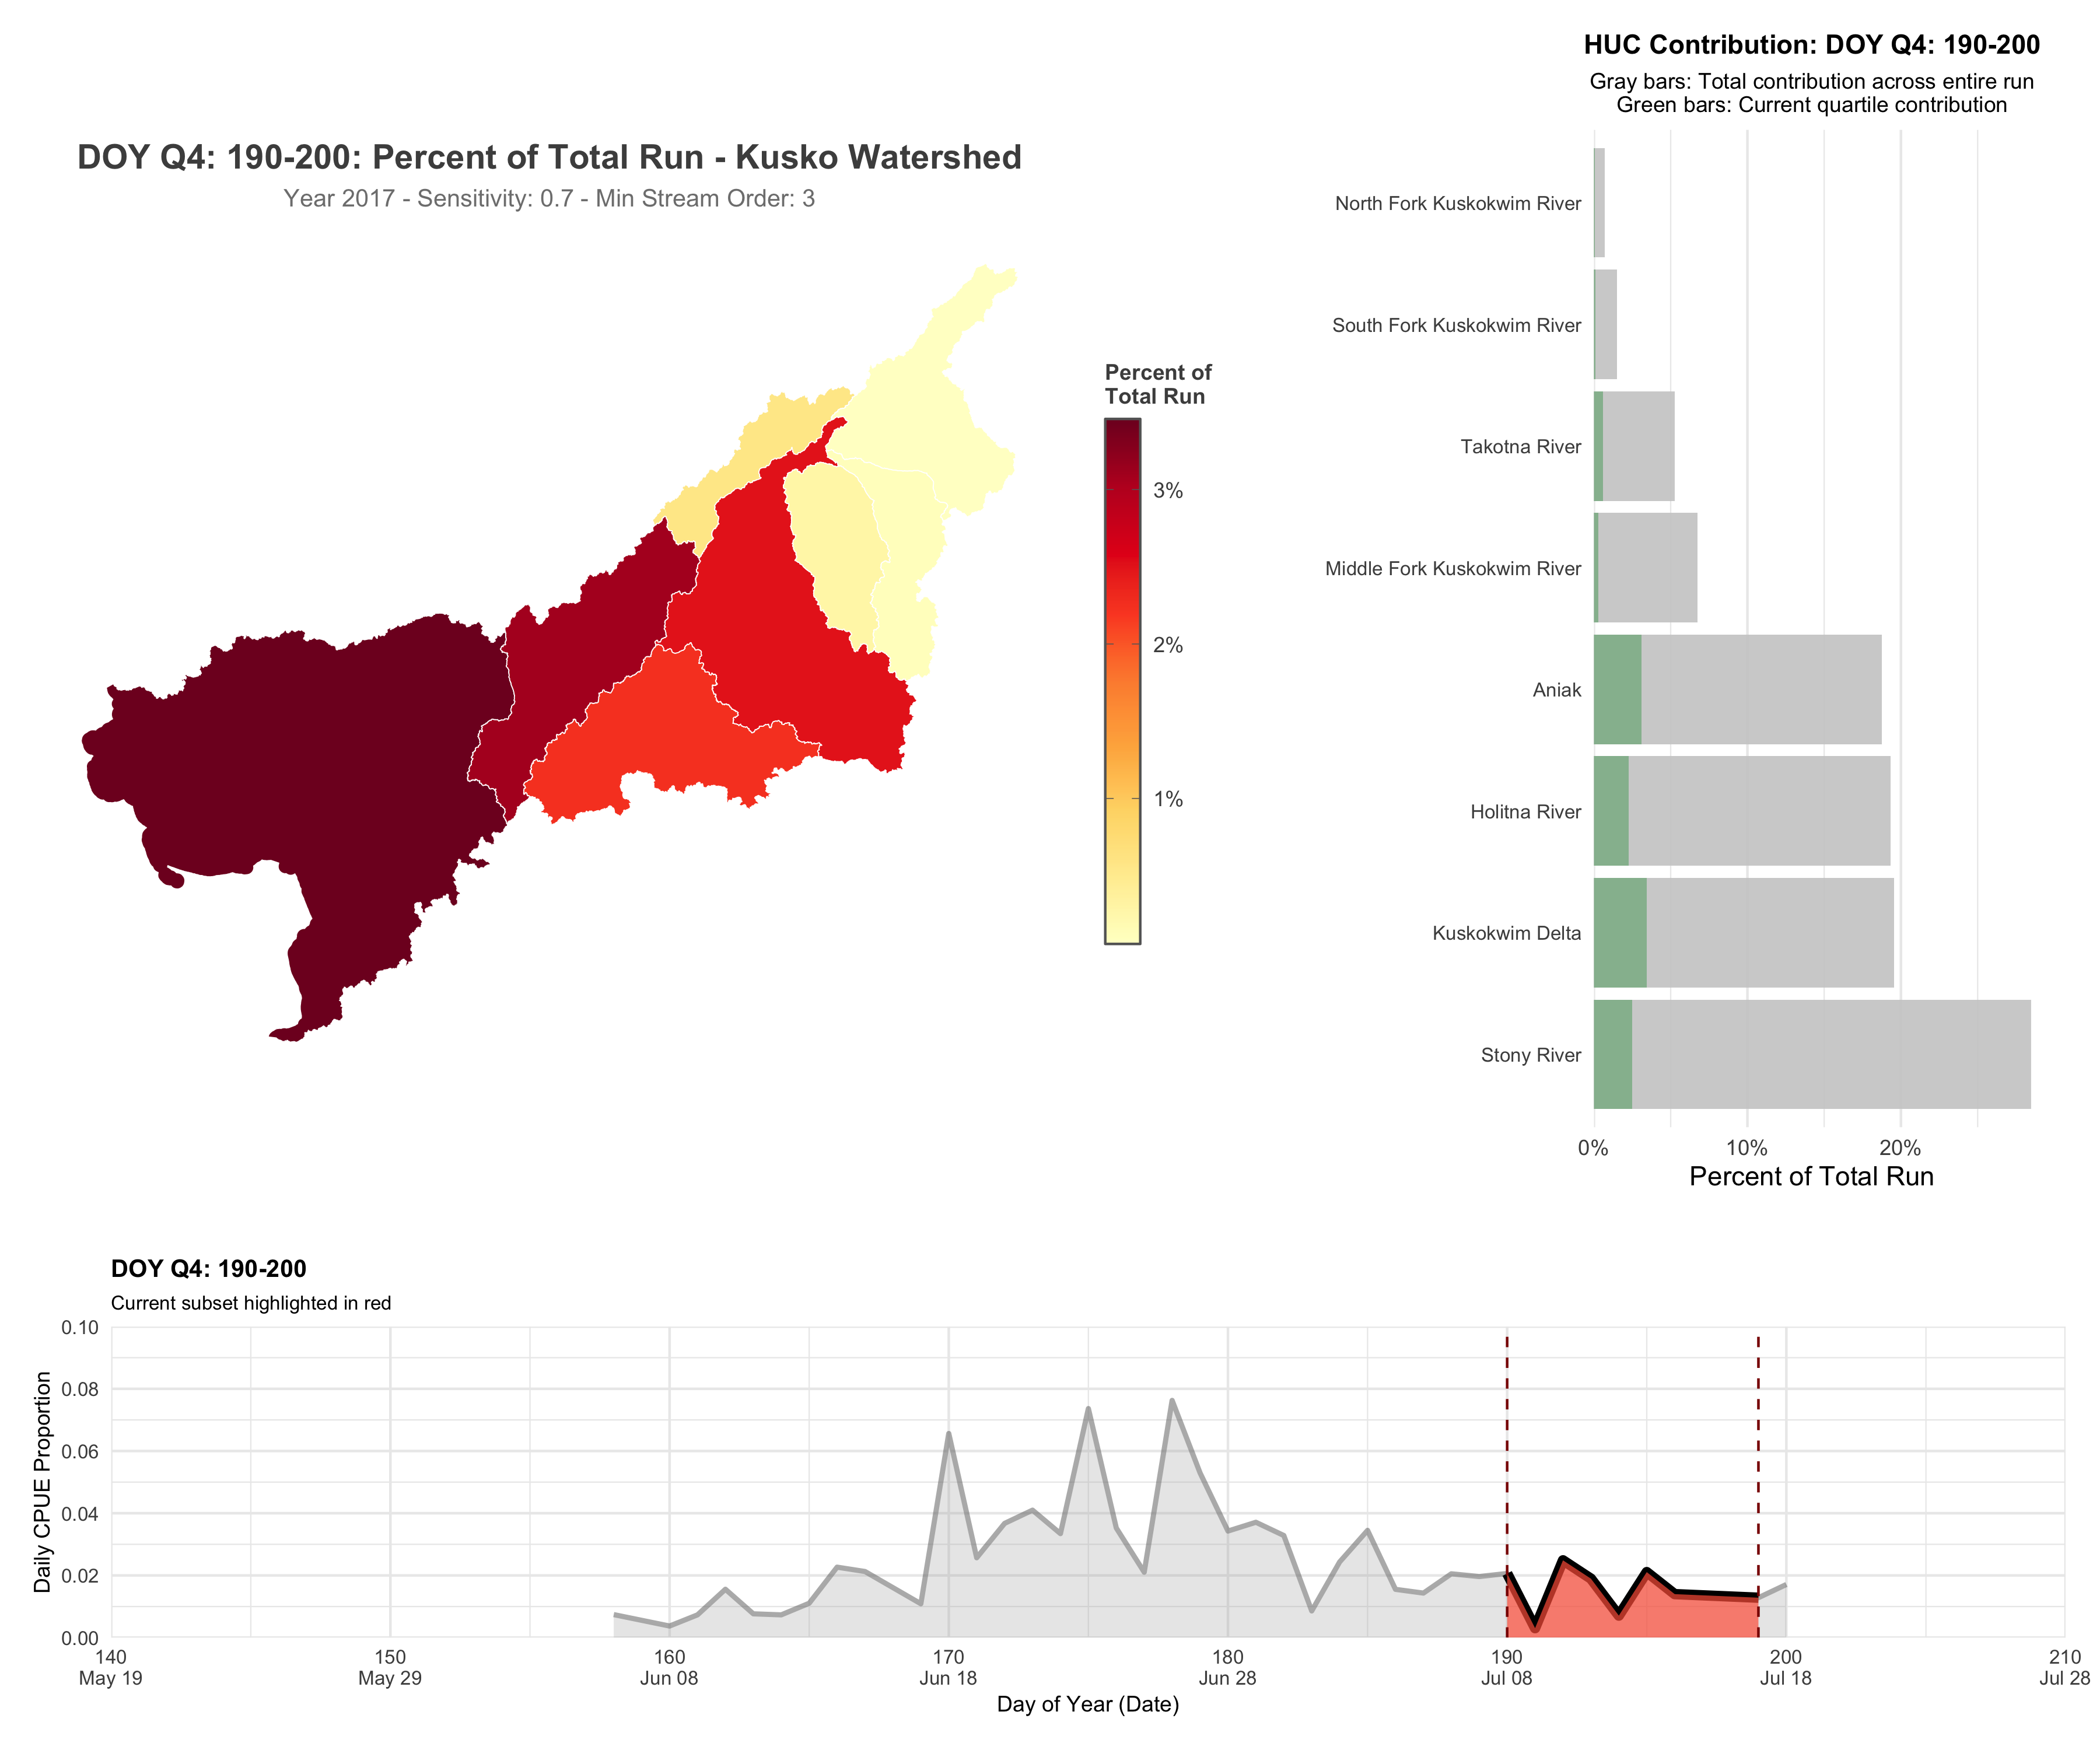 DOY Q4: 190-200: Percent of Total Run - Kusko Watershed
Year 2017 - Sensitivity: 0.7 - Min Stream Order: 3
Percent of
Total Run
3%
2%
1%
HUC Contribution: DOY Q4: 190-200
Gray bars: Total contribution across entire run
Green bars: Current quartile contribution
North Fork Kuskokwim River
South Fork Kuskokwim River
Takotna River
Middle Fork Kuskokwim River
Aniak
Holitna River
Kuskokwim Delta
Stony River
0% 10% 20%
Percent of Total Run
DOY Q4: 190-200
Current subset highlighted in red
Daily CPUE Proportion
0.10
0.08
0.06
0.04
0.02
0.00
140 150 160 170 180 190 200 210
May 19 May 29 Jun 08 Jun 18 Jun 28 Jul 08 Jul 18 Jul 28
Day of Year (Date)